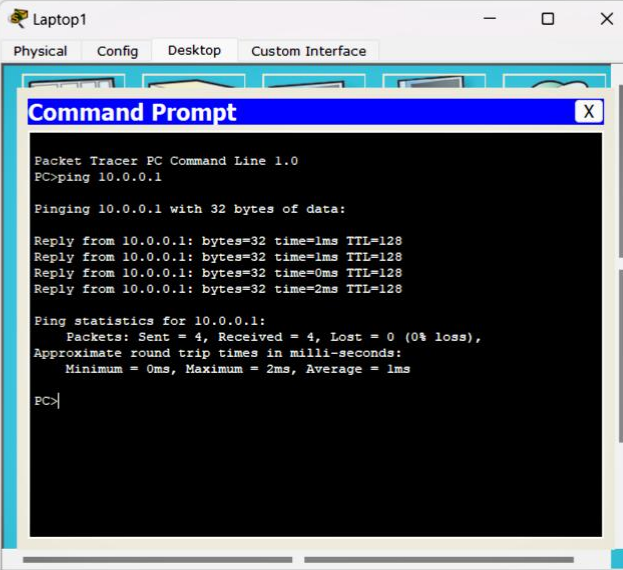 Laptop1
Physical Config Desktop Custom Interface
Command Prompt X
Packet Tracer PC Command Line 1.0
PC>ping 10.0.0.1
Pinging 10.0.0.1 with 32 bytes of data:
Reply from 10.0.0.1: bytes=32 time=1ms TTL=128
Reply from 10.0.0.1: bytes=32 time=1ms TTL=128
Reply from 10.0.0.1: bytes=32 time=0ms TTL=128
Reply from 10.0.0.1: bytes=32 time=2ms TTL=128
Ping statistics for 10.0.0.1:
Packets: Sent = 4, Received = 4, Lost = 0 (0% loss),
Approximate round trip times in milli-seconds:
Minimum = 0ms, Maximum = 2ms, Average = 1ms
PC>